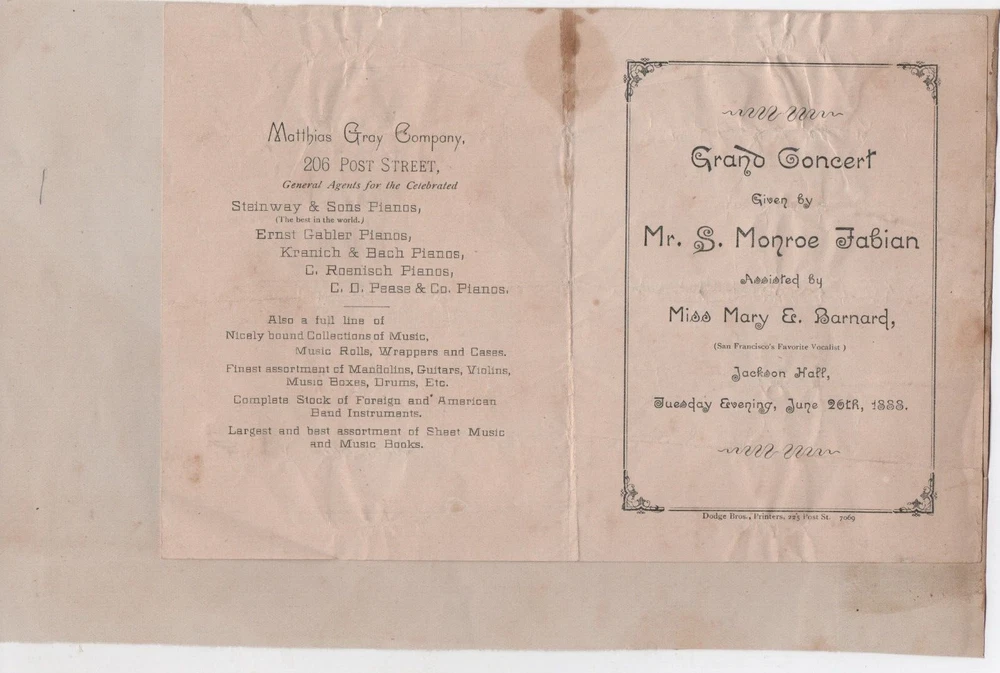 Matthias Gray Company,
206 POST STREET,
General Agents for the Celebrated
Steinway & Sons Pianos,
(The best in the world.)
Ernst Gabler Pianos,
Kranich & Bach Pianos,
C. Roenisch Pianos,
C. D. Pease & Co. Pianos.
Also a full line of
Nicely bound Collections of Music,
Music Rolls, Wrappers and Cases.
Finest assortment of Mandolins, Guitars, Violins,
Music Boxes, Drums, Etc.
Complete Stock of Foreign and American
Band Instruments.
Largest and best assortment of Sheet Music
and Music Books.
Grand Concert
Given by
Mr. S. Monroe Fabian
Assisted by
Miss Mary E. Barnard,
(San Francisco's Favorite Vocalist)
Jackson Hall,
Tuesday Evening, June 26th, 1888.
Dodge Bros., Printers, 225 Post St. 7069